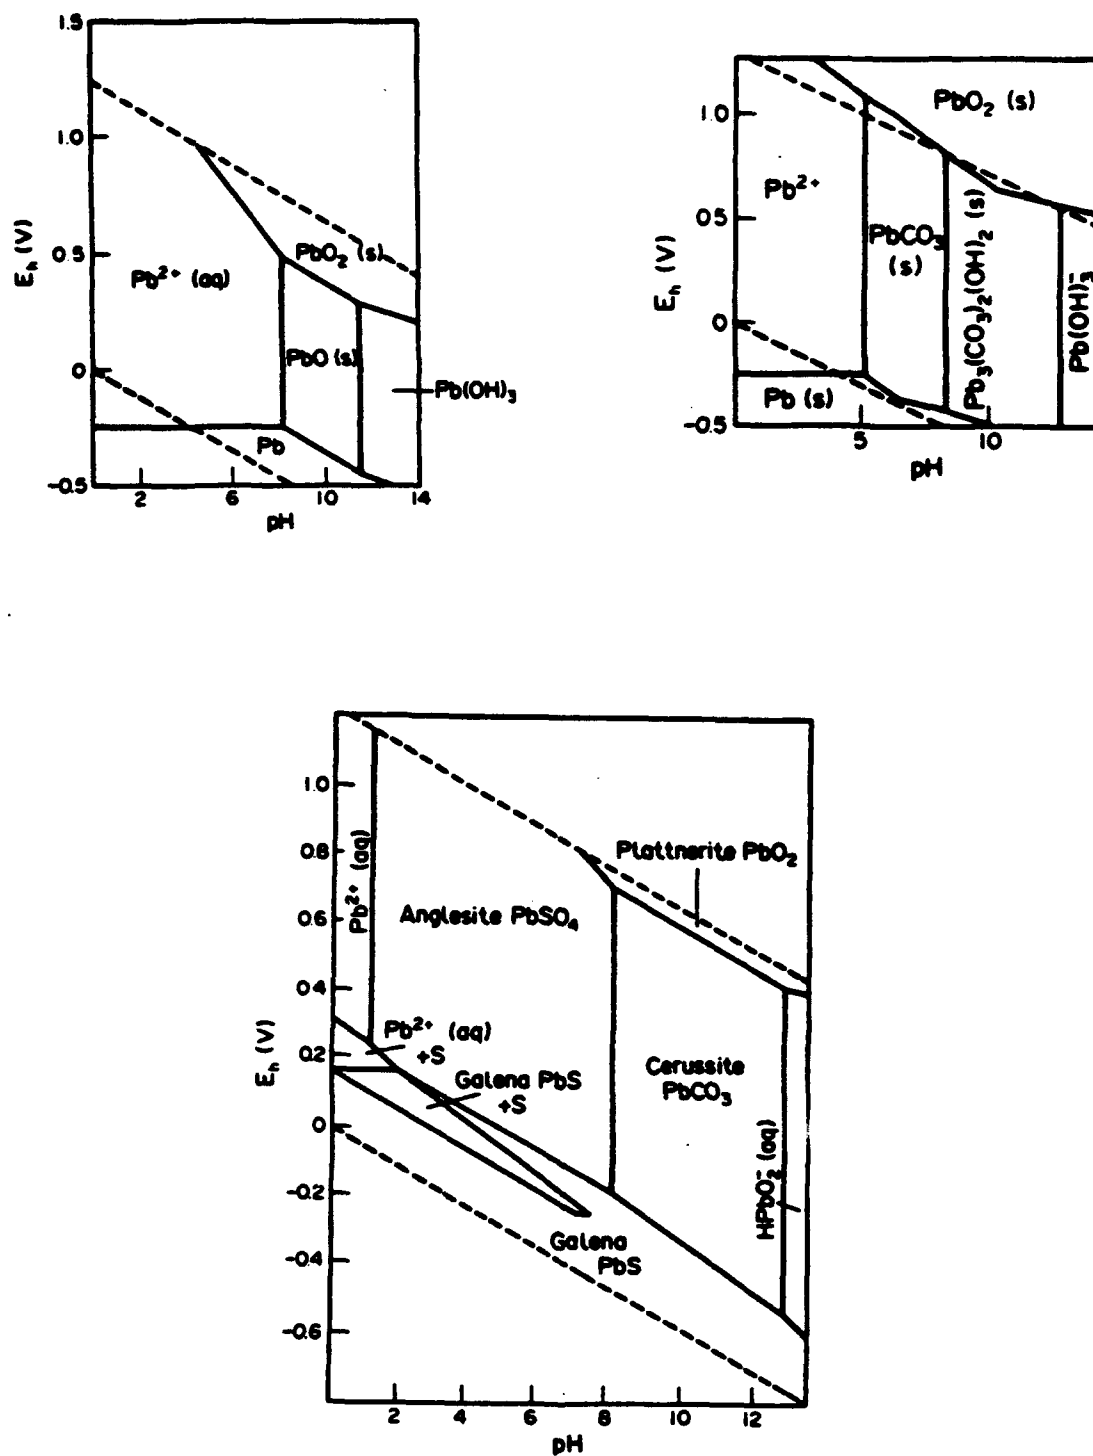 1.5
1.0
0.5
0
-0.5
Eh (V)
Pb2+ (aq)
PbO2 (s)
PbO (s)
Pb(OH)3
Pb
2
6
10
14
pH
1.0
0.5
0
-0.5
Eh (V)
PbO2 (s)
Pb2+
PbCO3
(s)
Pb3(CO3)2(OH)2 (s)
Pb(OH)3-
Pb (s)
5
10
pH
1.0
0.8
0.6
0.4
0.2
0
-0.2
-0.4
-0.6
Eh (V)
Pb2+ (aq)
Plattnerite PbO2
Anglesite PbSO4
Pb2+ (aq)
+S
Galena PbS
+S
Cerussite
PbCO3
HPbO2- (aq)
Galena
PbS
2
4
6
8
10
12
pH